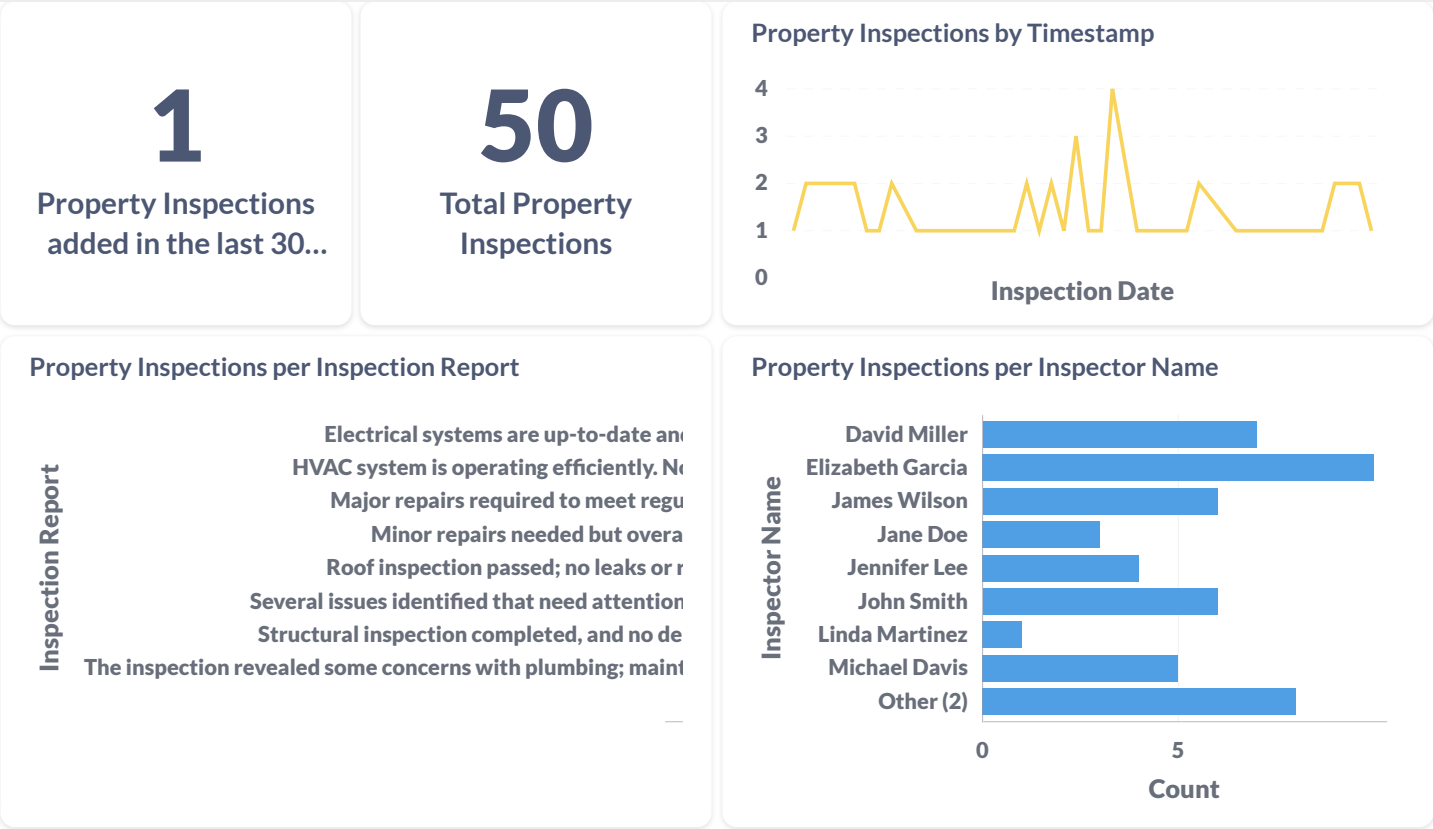 1
Property Inspections
added in the last 30...
50
Total Property
Inspections
Property Inspections by Timestamp
4
3
2
1
0
Inspection Date
Property Inspections per Inspection Report
Inspection Report
Electrical systems are up-to-date and
HVAC system is operating efficiently. No
Major repairs required to meet regu
Minor repairs needed but overa
Roof inspection passed; no leaks or r
Several issues identified that need attention
Structural inspection completed, and no de
The inspection revealed some concerns with plumbing; maint
Property Inspections per Inspector Name
Inspector Name
David Miller
Elizabeth Garcia
James Wilson
Jane Doe
Jennifer Lee
John Smith
Linda Martinez
Michael Davis
Other (2)
0 5
Count